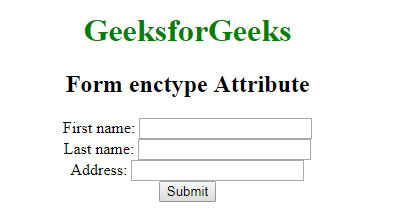 GeeksforGeeks
Form enctype Attribute
First name:
Last name:
Address:
Submit